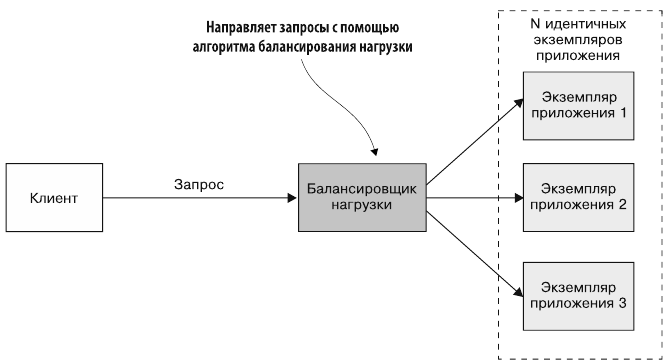 Направляет запросы с помощью
алгоритма балансирования нагрузки
N идентичных
экземпляров
приложения
Экземпляр
приложения 1
Клиент
Запрос
Балансировщик
нагрузки
Экземпляр
приложения 2
Экземпляр
приложения 3